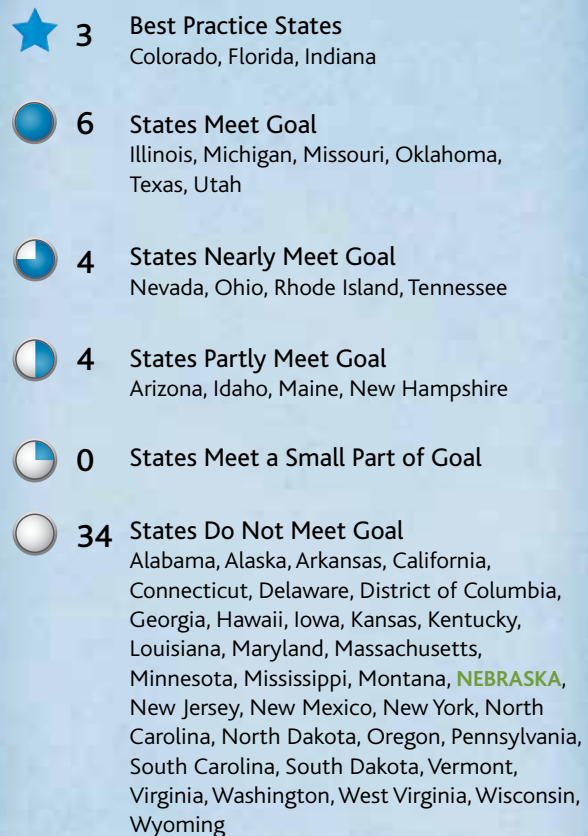 3 Best Practice States
Colorado, Florida, Indiana
6 States Meet Goal
Illinois, Michigan, Missouri, Oklahoma,
Texas, Utah
4 States Nearly Meet Goal
Nevada, Ohio, Rhode Island, Tennessee
4 States Partly Meet Goal
Arizona, Idaho, Maine, New Hampshire
0 States Meet a Small Part of Goal
34 States Do Not Meet Goal
Alabama, Alaska, Arkansas, California,
Connecticut, Delaware, District of Columbia,
Georgia, Hawaii, Iowa, Kansas, Kentucky,
Louisiana, Maryland, Massachusetts,
Minnesota, Mississippi, Montana, NEBRASKA,
New Jersey, New Mexico, New York, North
Carolina, North Dakota, Oregon, Pennsylvania,
South Carolina, South Dakota, Vermont,
Virginia, Washington, West Virginia, Wisconsin,
Wyoming